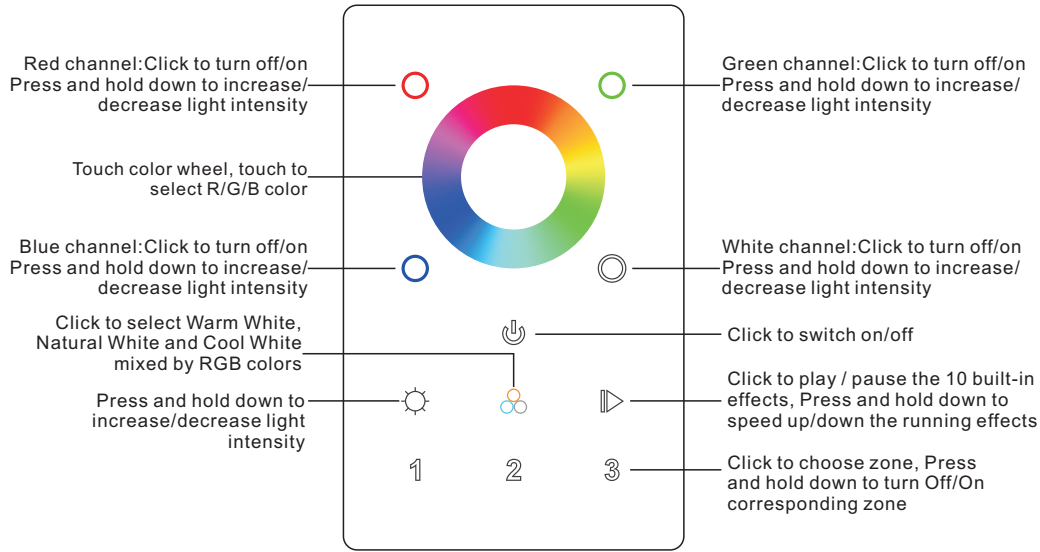 Red channel:Click to turn off/on
Press and hold down to increase/
decrease light intensity
Green channel:Click to turn off/on
Press and hold down to increase/
decrease light intensity
Touch color wheel, touch to
select R/G/B color
Blue channel:Click to turn off/on
Press and hold down to increase/
decrease light intensity
White channel:Click to turn off/on
Press and hold down to increase/
decrease light intensity
Click to select Warm White,
Natural White and Cool White
mixed by RGB colors
Click to switch on/off
Press and hold down to
increase/decrease light
intensity
Click to play / pause the 10 built-in
effects, Press and hold down to
speed up/down the running effects
1 2 3
Click to choose zone, Press
and hold down to turn Off/On
corresponding zone